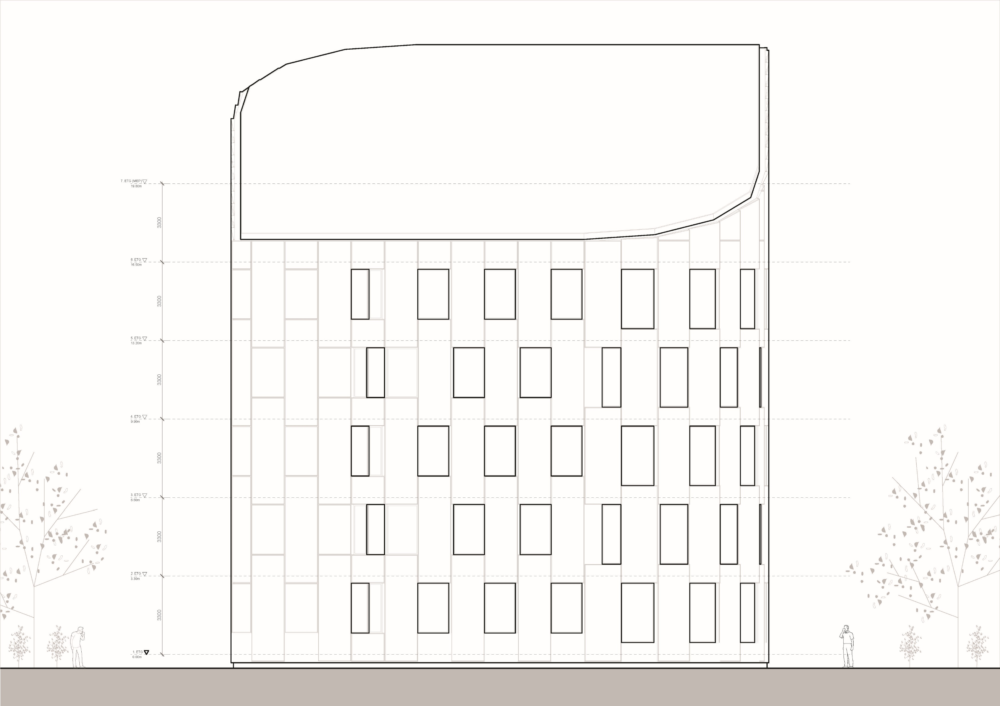 7. ETG (MEP)
19.80m
3300
6. ETG
16.50m
3300
5. ETG
13.20m
3300
4. ETG
9.90m
3300
3. ETG
6.60m
3300
2. ETG
3.30m
3300
1. ETG
0.00m